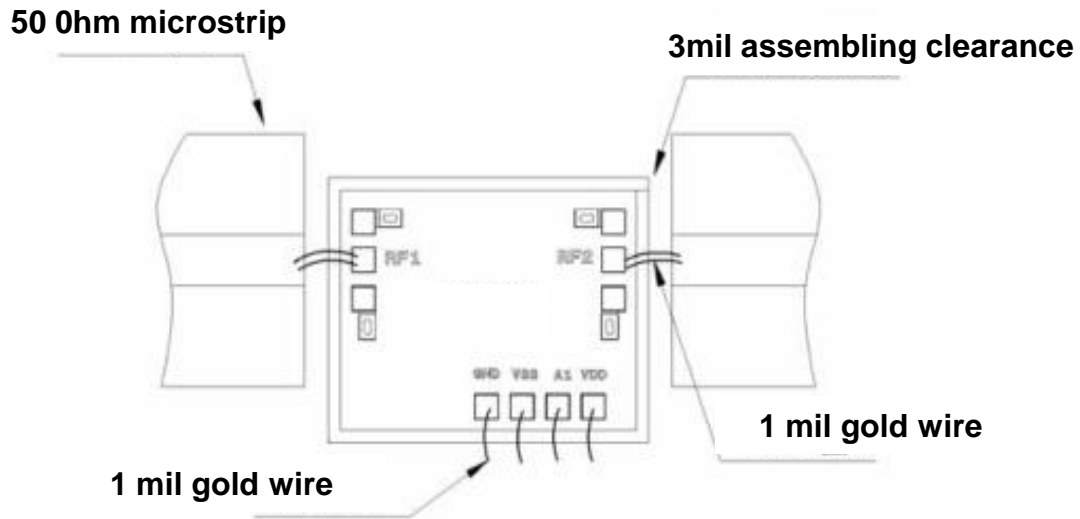 50 0hm microstrip
3mil assembling clearance
RF1
RF2
GND VSS A1 VDD
1 mil gold wire
1 mil gold wire